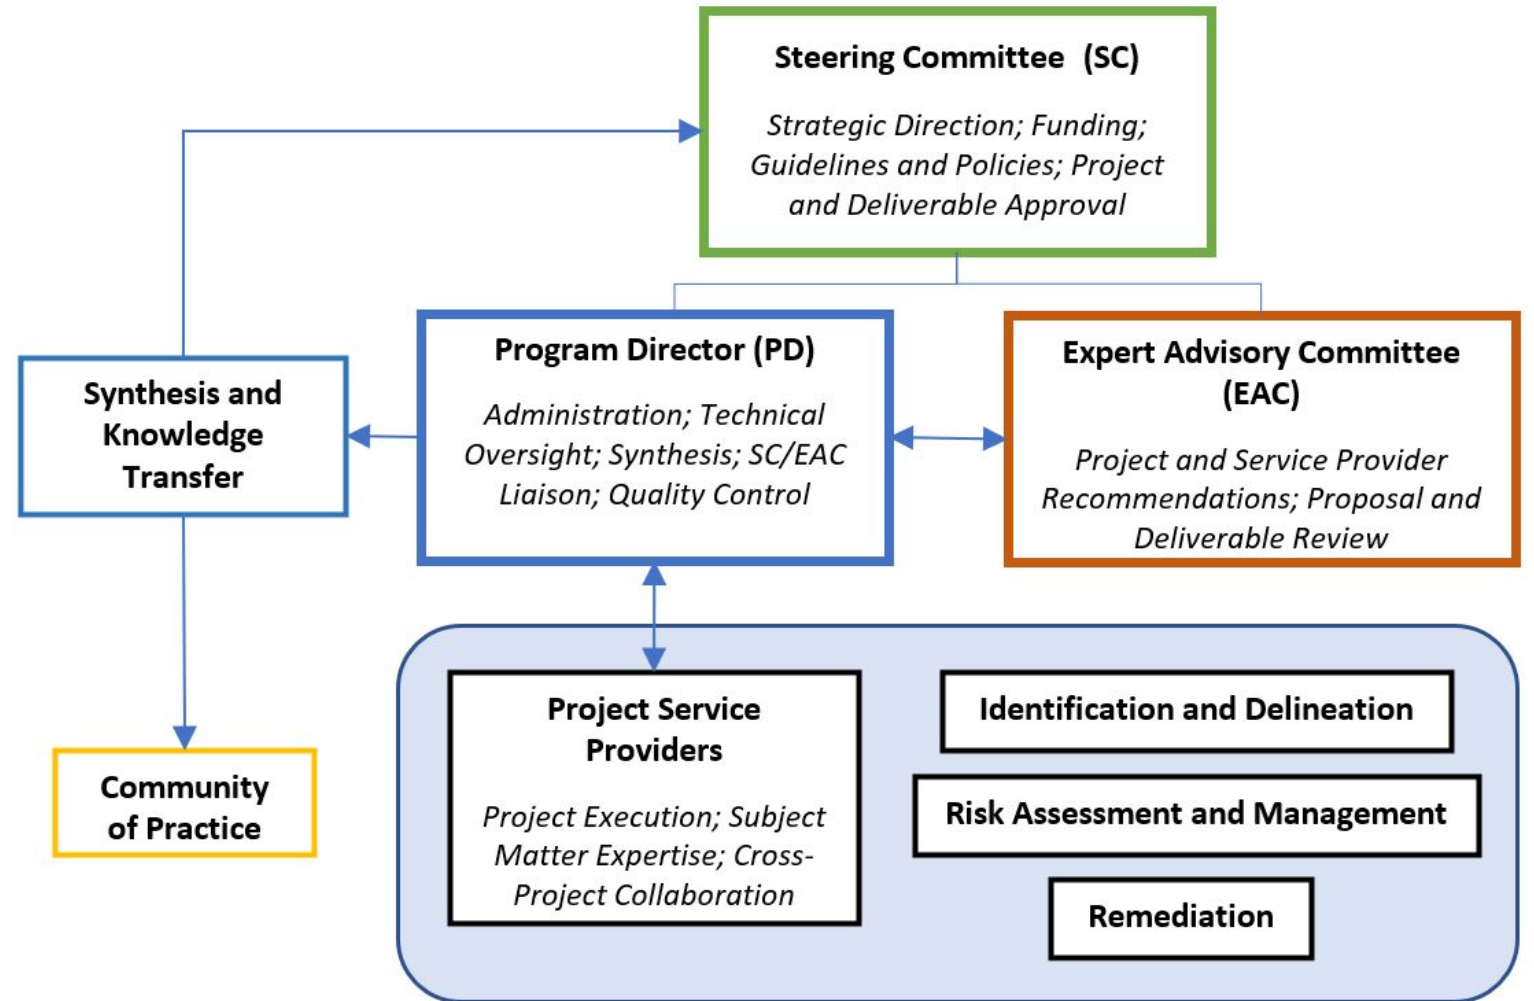 Steering Committee  (SC)
Strategic Direction; Funding;
Guidelines and Policies; Project
and Deliverable Approval
Synthesis and
Knowledge
Transfer
Program Director (PD)
Administration; Technical
Oversight; Synthesis; SC/EAC
Liaison; Quality Control
Expert Advisory Committee
(EAC)
Project and Service Provider
Recommendations; Proposal and
Deliverable Review
Community
of Practice
Project Service
Providers
Project Execution; Subject
Matter Expertise; Cross-
Project Collaboration
Identification and Delineation
Risk Assessment and Management
Remediation